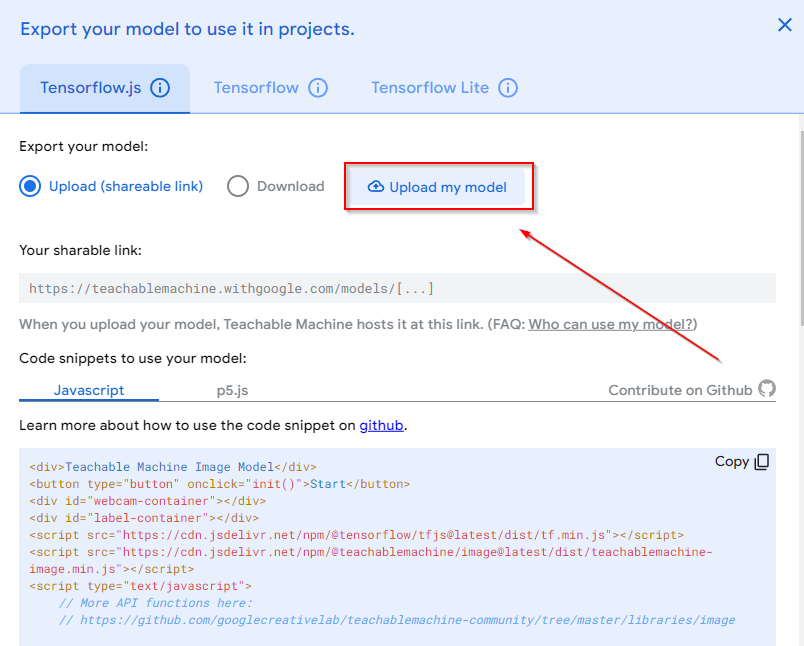 Export your model to use it in projects.
Tensorflow.js
Tensorflow
Tensorflow Lite
Export your model:
Upload (shareable link)
Download
Upload my model
Your sharable link:
https://teachablemachine.withgoogle.com/models/[...]
When you upload your model, Teachable Machine hosts it at this link. (FAQ: Who can use my model?)
Code snippets to use your model:
Javascript
p5.js
Contribute on Github
Learn more about how to use the code snippet on github.
Copy
<div>Teachable Machine Image Model</div>
<button type="button" onclick="init()">Start</button>
<div id="webcam-container"></div>
<div id="label-container"></div>
<script src="https://cdn.jsdelivr.net/npm/@tensorflow/tfjs@latest/dist/tf.min.js"></script>
<script src="https://cdn.jsdelivr.net/npm/@teachablemachine/image@latest/dist/teachablemachine-
image.min.js"></script>
<script type="text/javascript">
// More API functions here:
// https://github.com/googlecreativelab/teachablemachine-community/tree/master/libraries/image